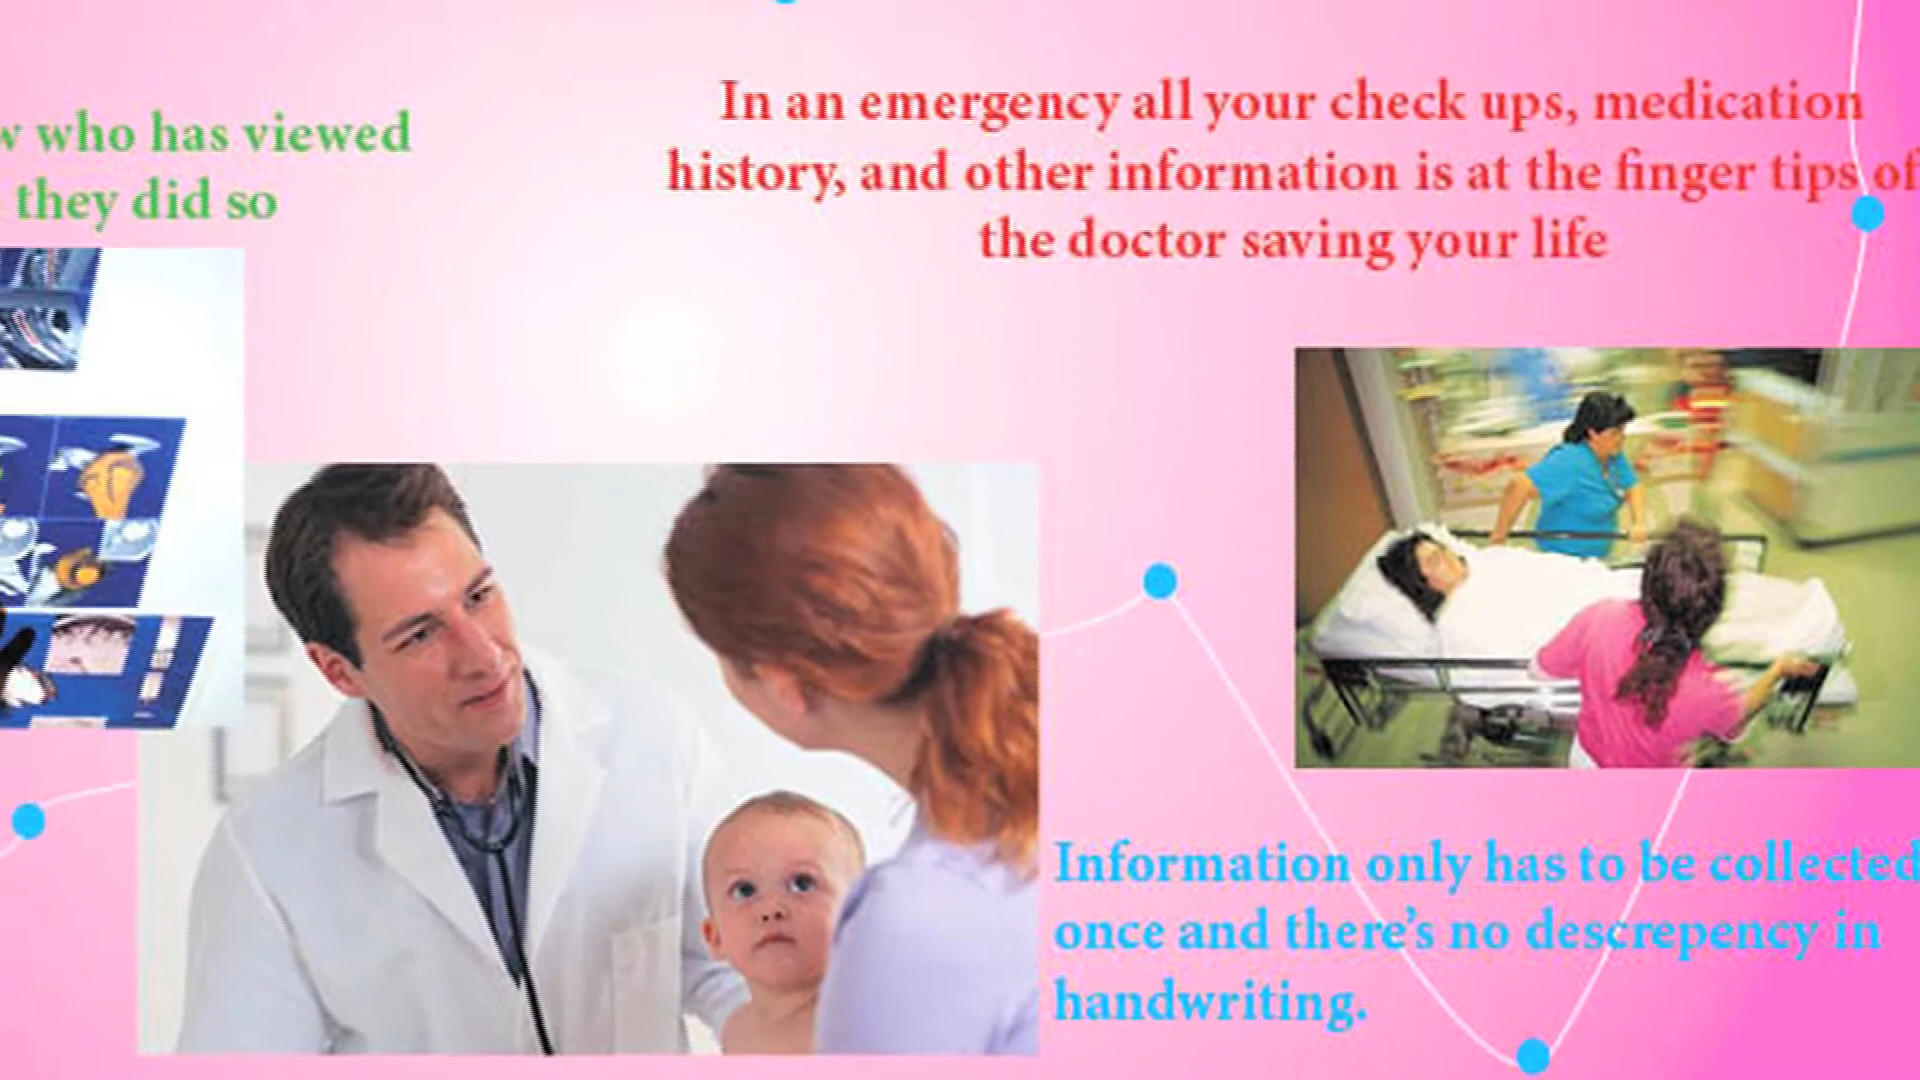 who has viewed
they did so
In an emergency all your check ups, medication
history, and other information is at the finger tips of
the doctor saving your life
Information only has to be collected
once and there's no descrepency in
handwriting.